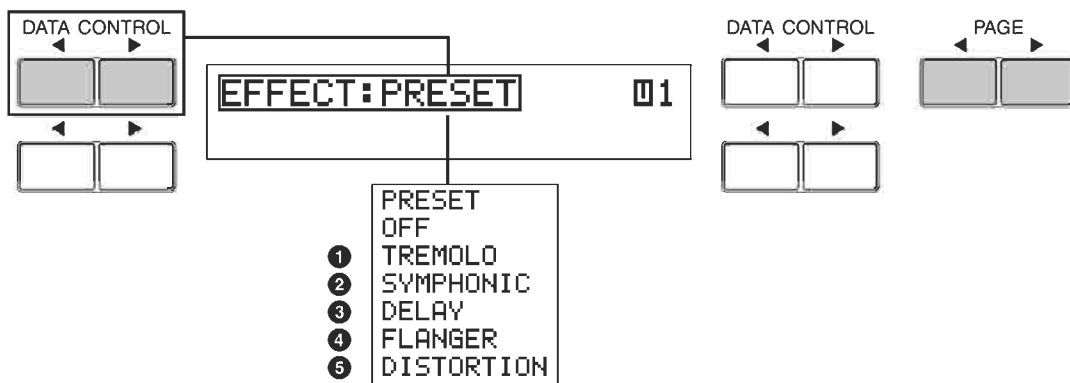 DATA CONTROL
◀ ▶
◀ ▶
EFFECT:PRESET 1
DATA CONTROL
◀ ▶
◀ ▶
PAGE
◀ ▶
PRESET
OFF
❶ TREMOLO
❷ SYMPHONIC
❸ DELAY
❹ FLANGER
❺ DISTORTION